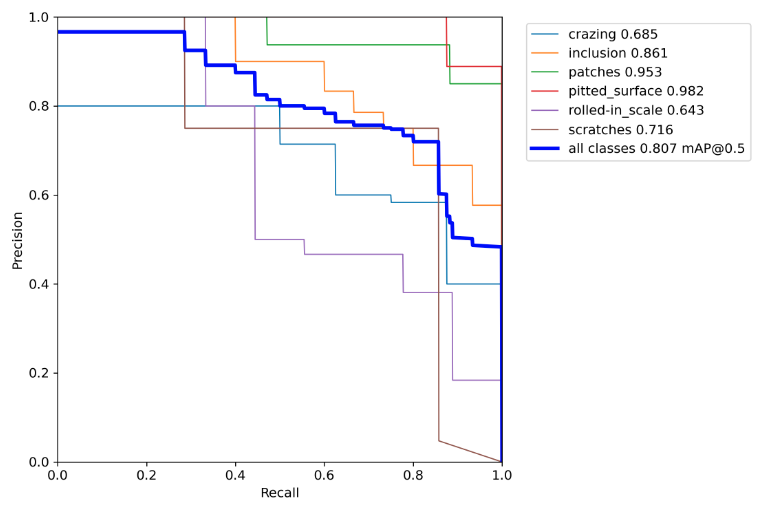 1.0
0.8
0.6
0.4
0.2
0.0
Precision
0.0 0.2 0.4 0.6 0.8 1.0
Recall
crazing 0.685
inclusion 0.861
patches 0.953
pitted_surface 0.982
rolled-in_scale 0.643
scratches 0.716
all classes 0.807 mAP@0.5